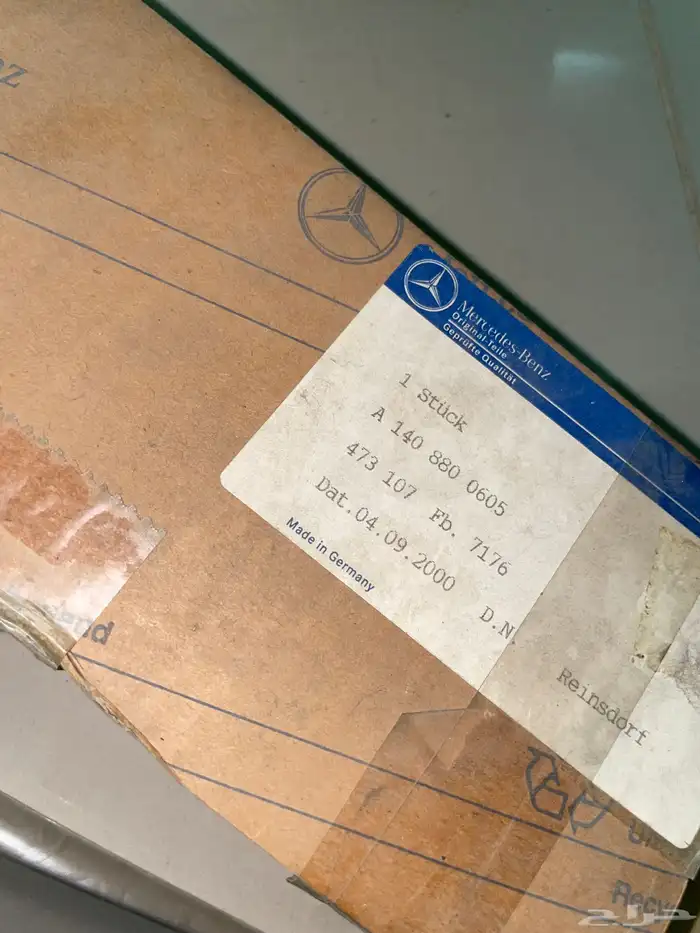 Mercedes-Benz
Original-Teile
Geprüfte Qualität
1 Stück
A 140 880 0605
473 107 Fb. 7176
Dat.04.09.2000 D.N.
Reinsdorf
Made in Germany
حراج